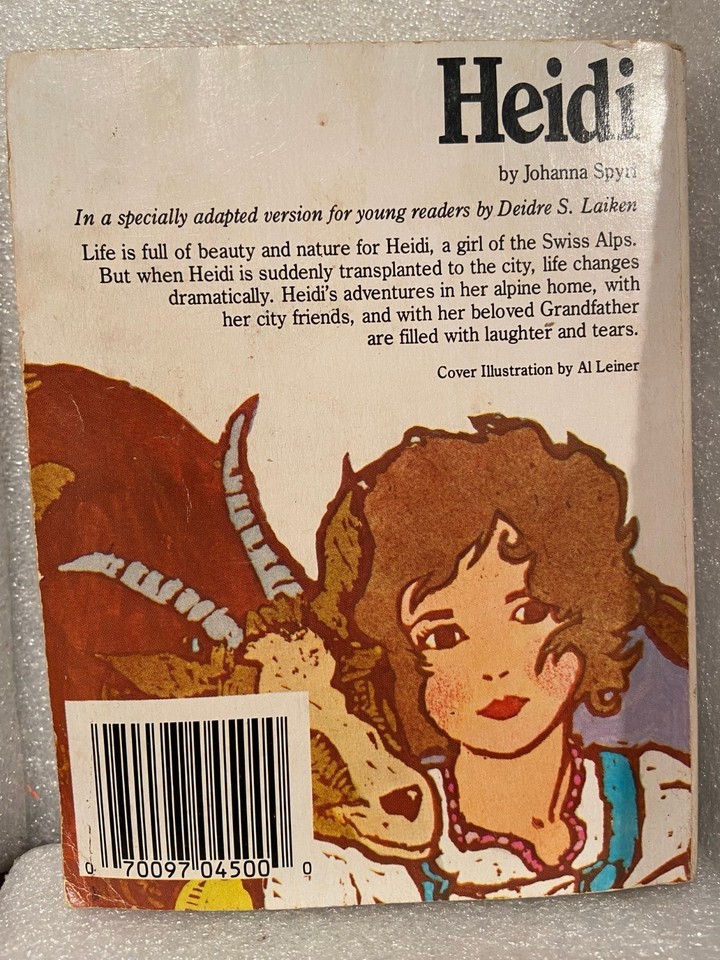 Heidi
by Johanna Spyri
In a specially adapted version for young readers by Deidre S. Laiken
Life is full of beauty and nature for Heidi, a girl of the Swiss Alps.
But when Heidi is suddenly transplanted to the city, life changes
dramatically. Heidi's adventures in her alpine home, with
her city friends, and with her beloved Grandfather
are filled with laughter and tears.
Cover Illustration by Al Leiner
0 70097 04500 0